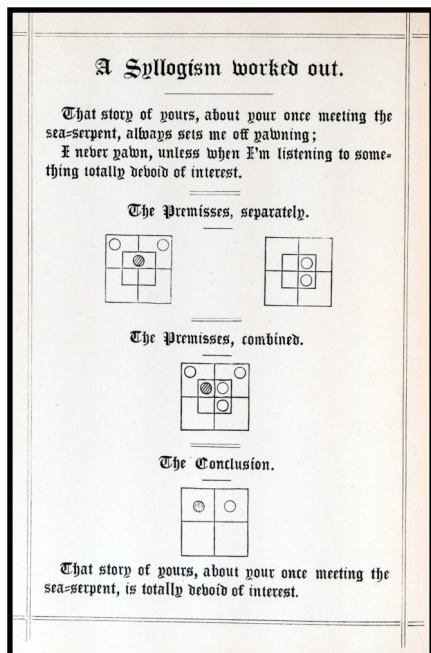 A Syllogism worked out.
That story of yours, about your once meeting the
sea-serpent, always sets me off yawning;
I never yawn, unless when I'm listening to some-
thing totally devoid of interest.
The Premisses, separately.
The Premisses, combined.
The Conclusion.
That story of yours, about your once meeting the
sea-serpent, is totally devoid of interest.